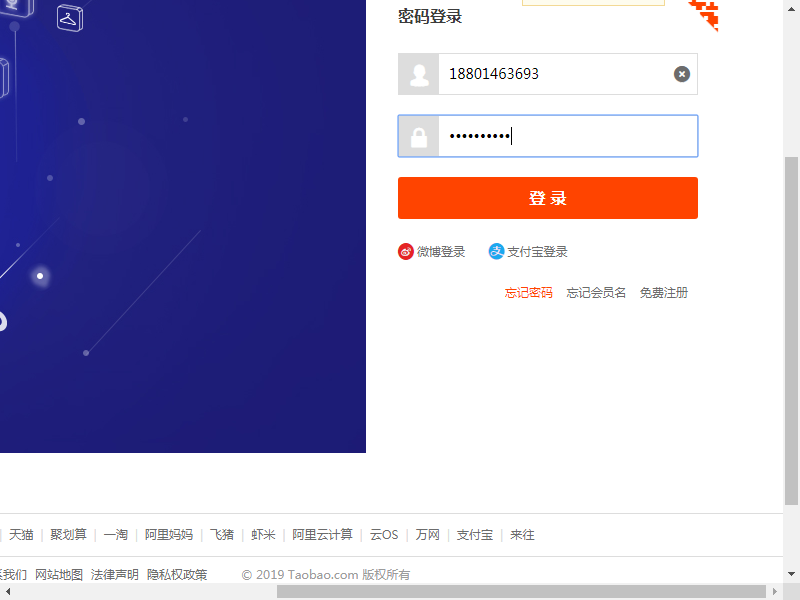 密码登录
18801463693
登 录
微博登录 支付宝登录
忘记密码 忘记会员名 免费注册
天猫 | 聚划算 | 一淘 | 阿里妈妈 | 飞猪 | 虾米 | 阿里云计算 | 云OS | 万网 | 支付宝 | 来往
我们 网站地图 法律声明 隐私权政策 © 2019 Taobao.com 版权所有